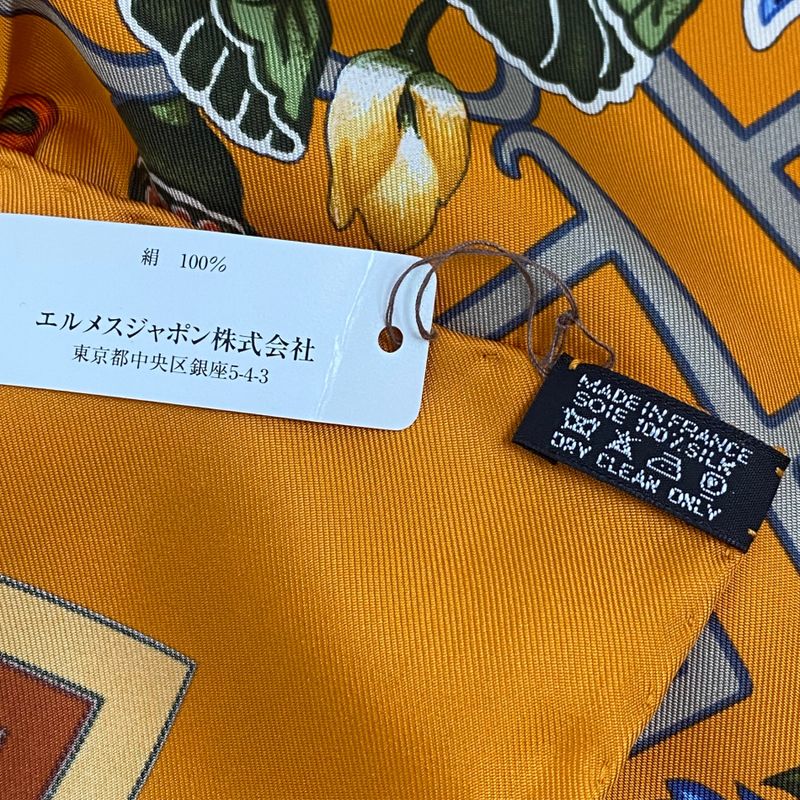 絹 100%
エルメスジャポン株式会社
東京都中央区銀座5-4-3
MADE IN FRANCE
SOIE 100 % SILK
P
DRY CLEAN ONLY